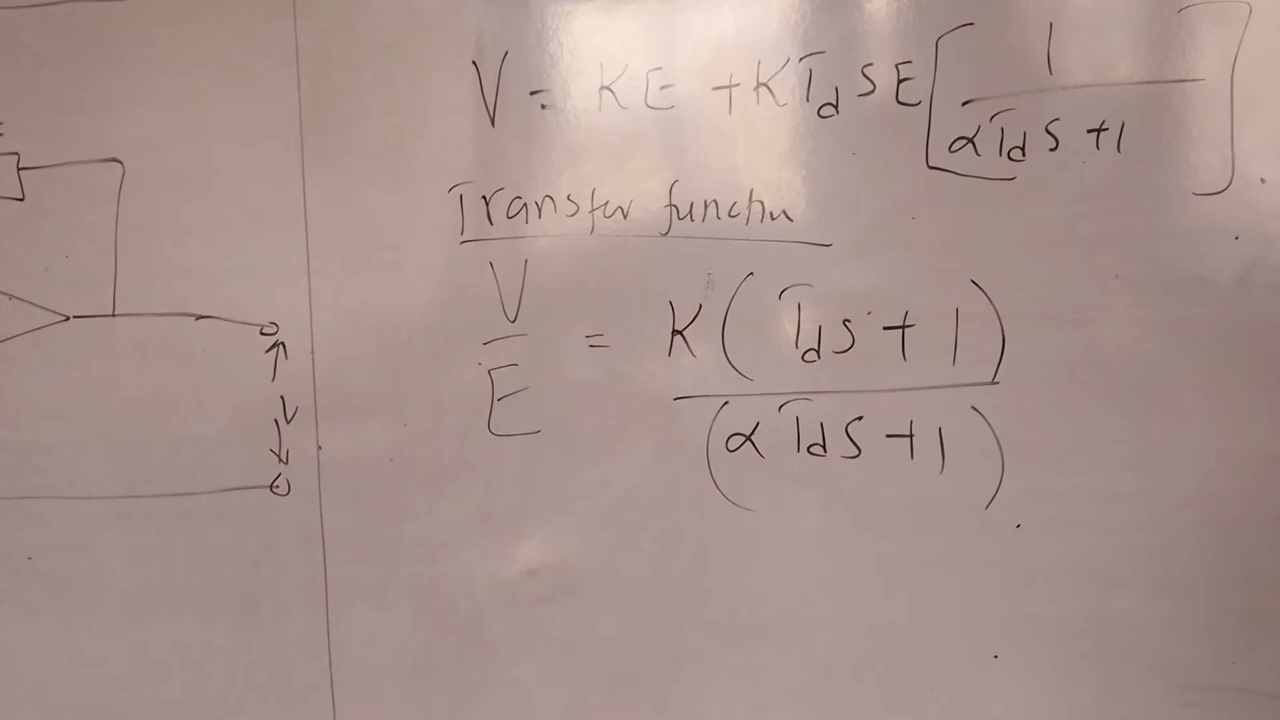 V = KE + KTdSE[1/αTdS+1]
Transfer functn
V/E = K(TdS+1)/(αTdS+1)
V